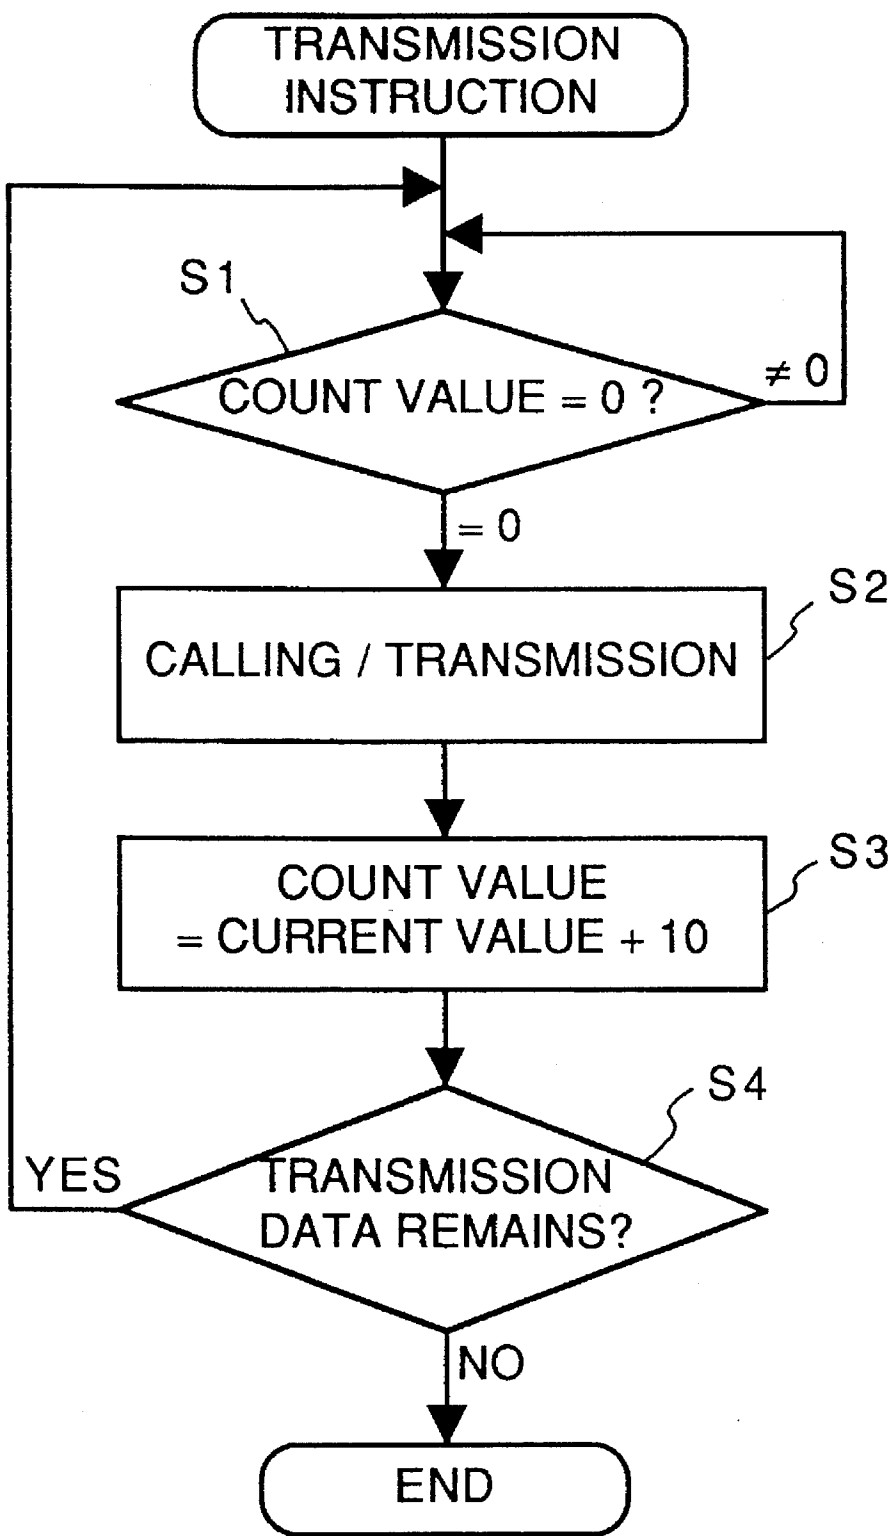 TRANSMISSION
INSTRUCTION
S1
COUNT VALUE = 0 ?
≠ 0
= 0
S2
CALLING / TRANSMISSION
S3
COUNT VALUE
= CURRENT VALUE + 10
S4
YES
TRANSMISSION
DATA REMAINS?
NO
END